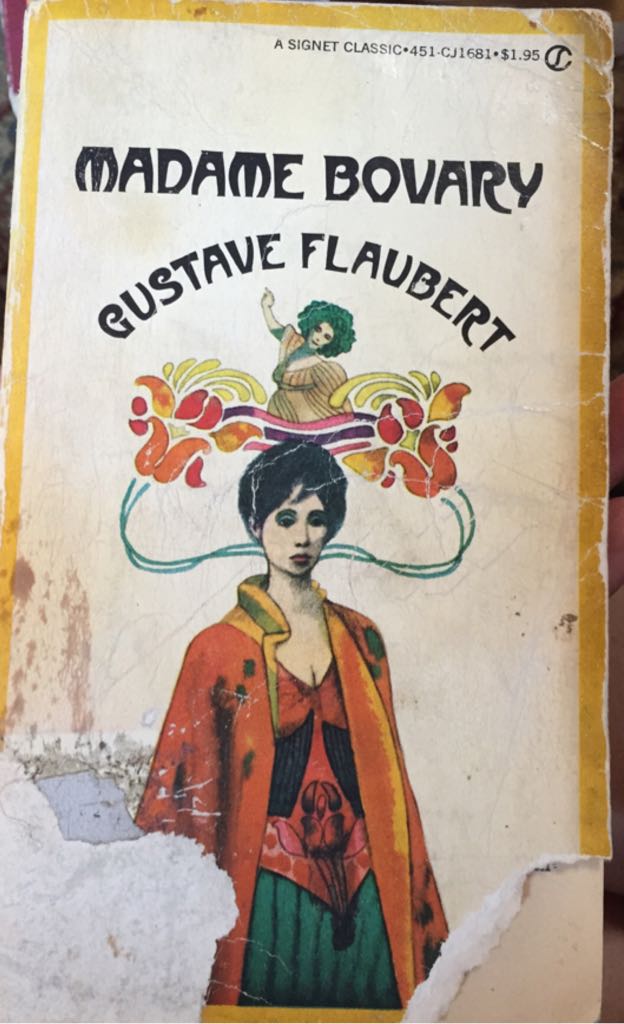 A SIGNET CLASSIC•451-CJ1681•$1.95
MADAME BOVARY
GUSTAVE FLAUBERT